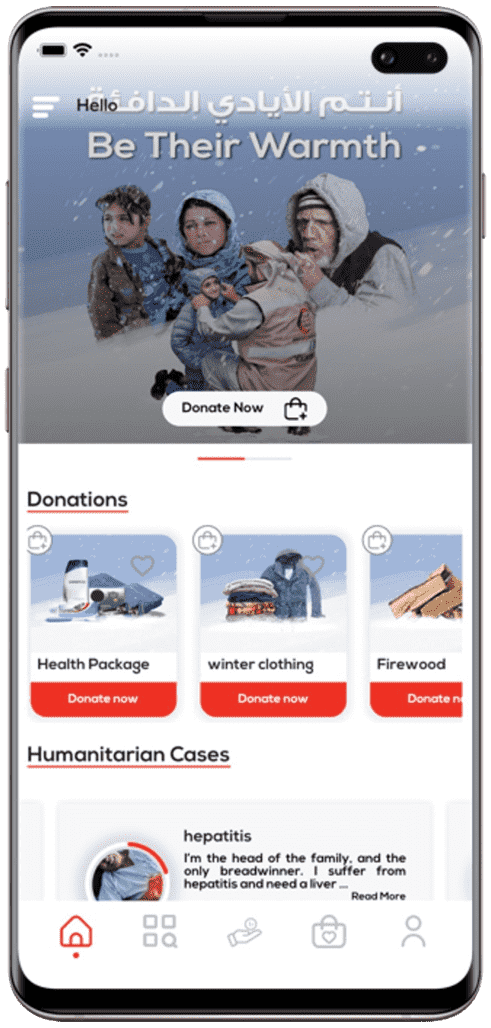 أنتم الأيادي الدافئة
Hello
Be Their Warmth
Donate Now
Donations
Health Package
winter clothing
Firewood
Donate now
Donate now
Donate n
Humanitarian Cases
hepatitis
I'm the head of the family, and the
only breadwinner. I suffer from
hepatitis and need a liver ...
Read More